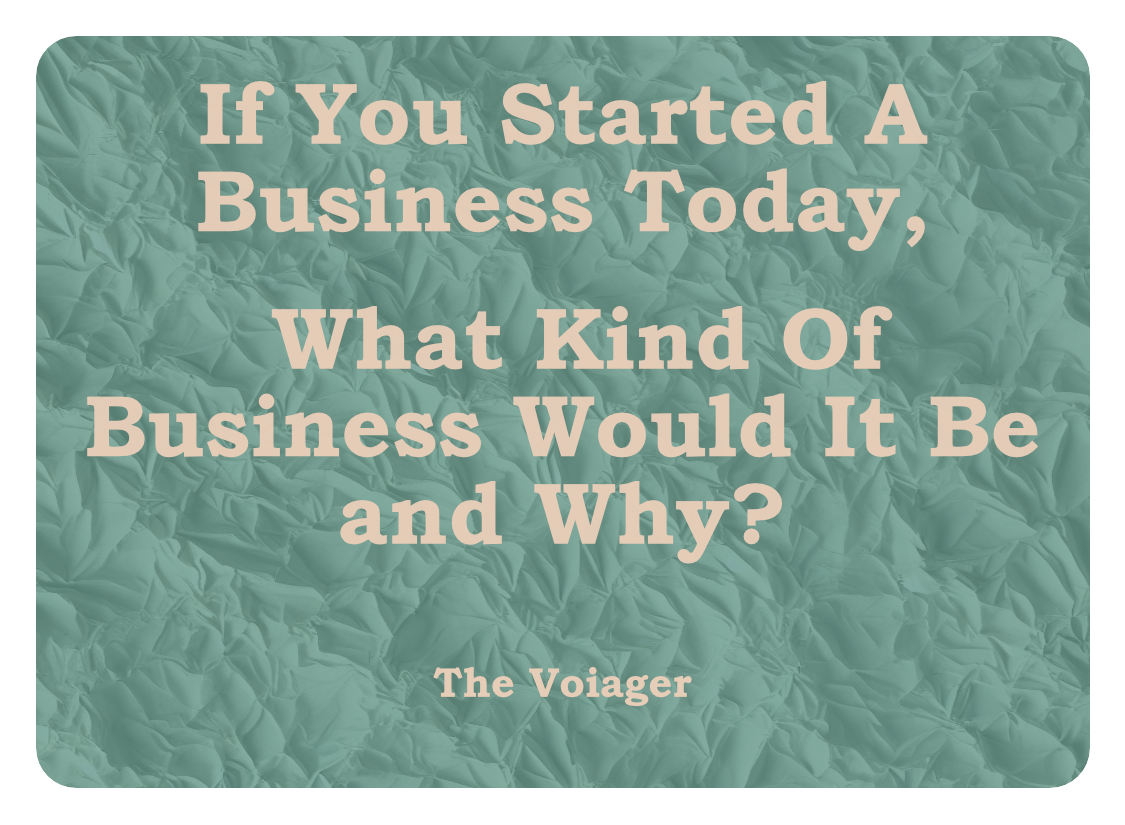 If You Started A
Business Today,
What Kind Of
Business Would It Be
and Why?
The Voiager